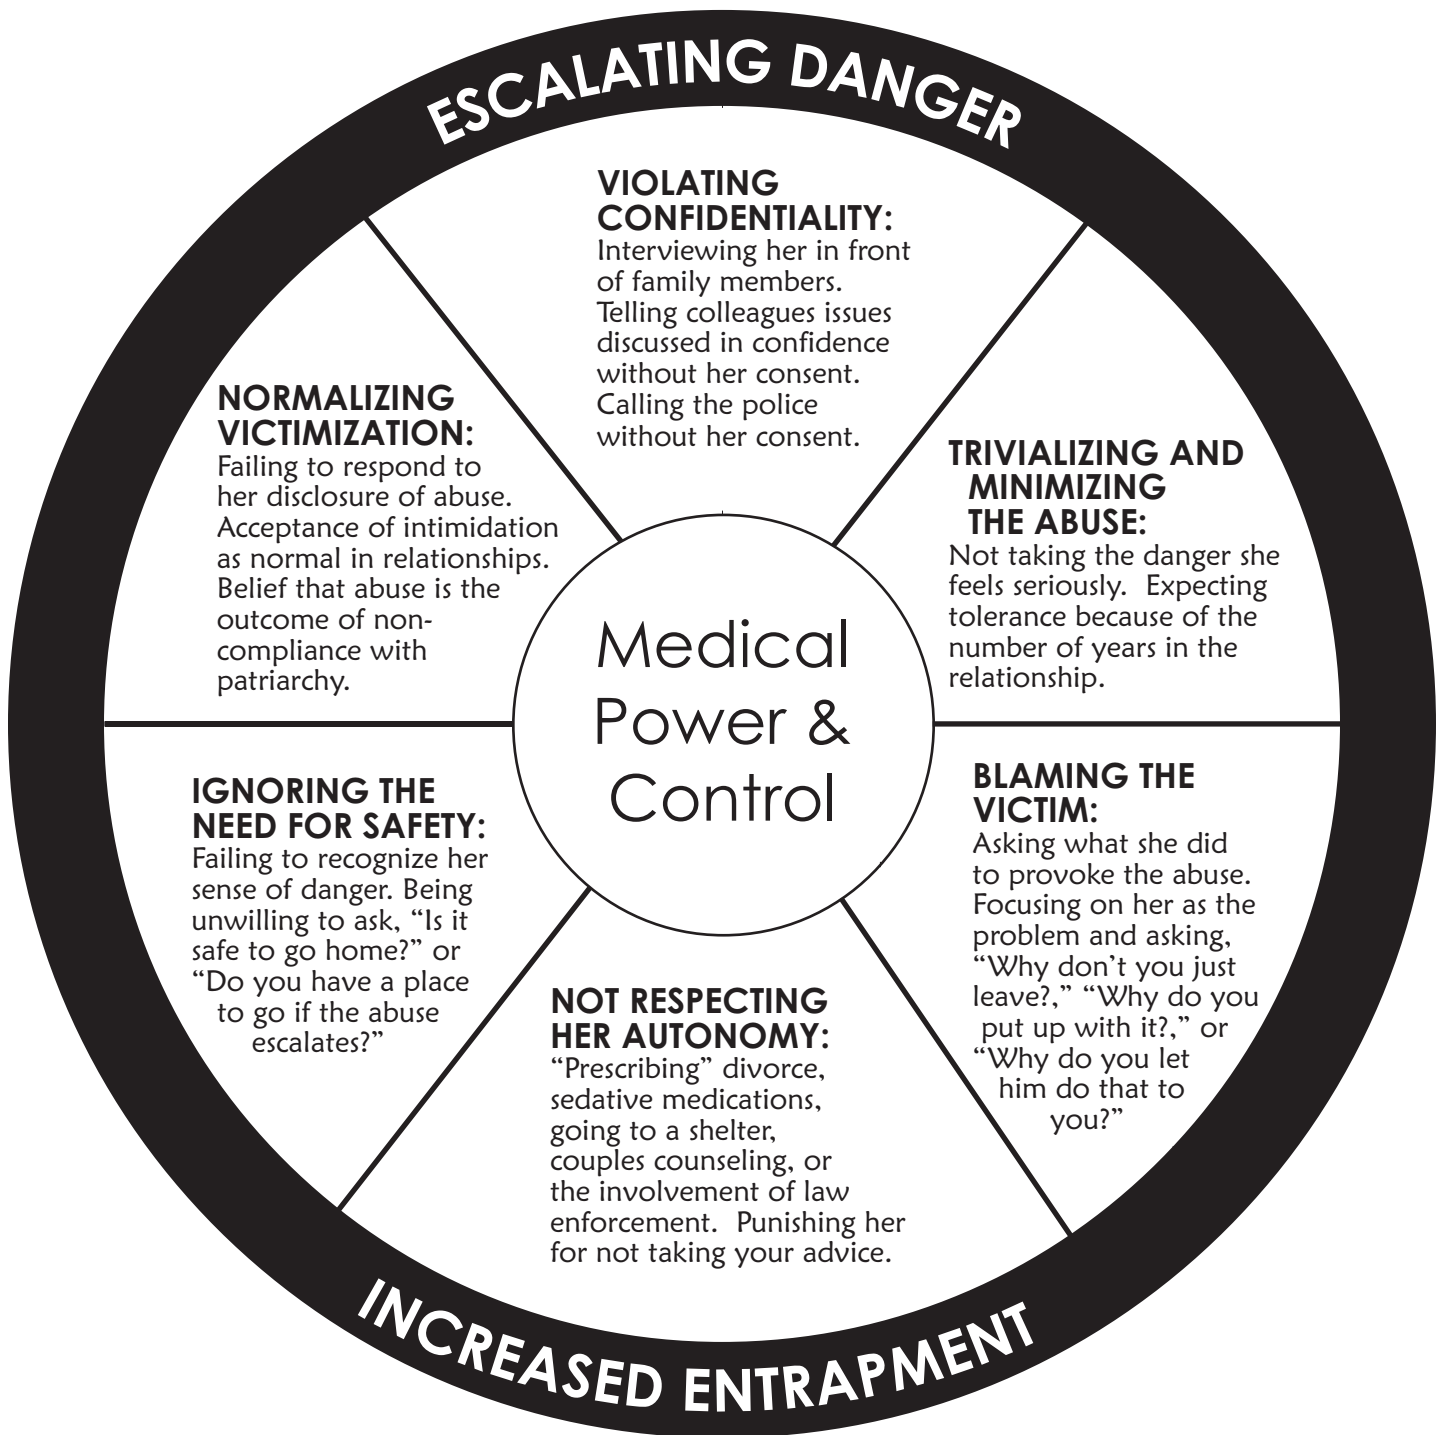 ESCALATING DANGER
VIOLATING
CONFIDENTIALITY:
Interviewing her in front
of family members.
Telling colleagues issues
discussed in confidence
without her consent.
Calling the police
without her consent.
TRIVIALIZING AND
MINIMIZING
THE ABUSE:
Not taking the danger she
feels seriously.  Expecting
tolerance because of the
number of years in the
relationship.
BLAMING THE
VICTIM:
Asking what she did
to provoke the abuse.
Focusing on her as the
problem and asking,
“Why don’t you just
leave?,” “Why do you
put up with it?,” or
“Why do you let
him do that to
you?”
NOT RESPECTING
HER AUTONOMY:
“Prescribing” divorce,
sedative medications,
going to a shelter,
couples counseling, or
the involvement of law
enforcement.  Punishing her
for not taking your advice.
IGNORING THE
NEED FOR SAFETY:
Failing to recognize her
sense of danger. Being
unwilling to ask, “Is it
safe to go home?” or
“Do you have a place
to go if the abuse
escalates?”
NORMALIZING
VICTIMIZATION:
Failing to respond to
her disclosure of abuse.
Acceptance of intimidation
as normal in relationships.
Belief that abuse is the
outcome of non-
compliance with
patriarchy.
Medical
Power &
Control
INCREASED ENTRAPMENT